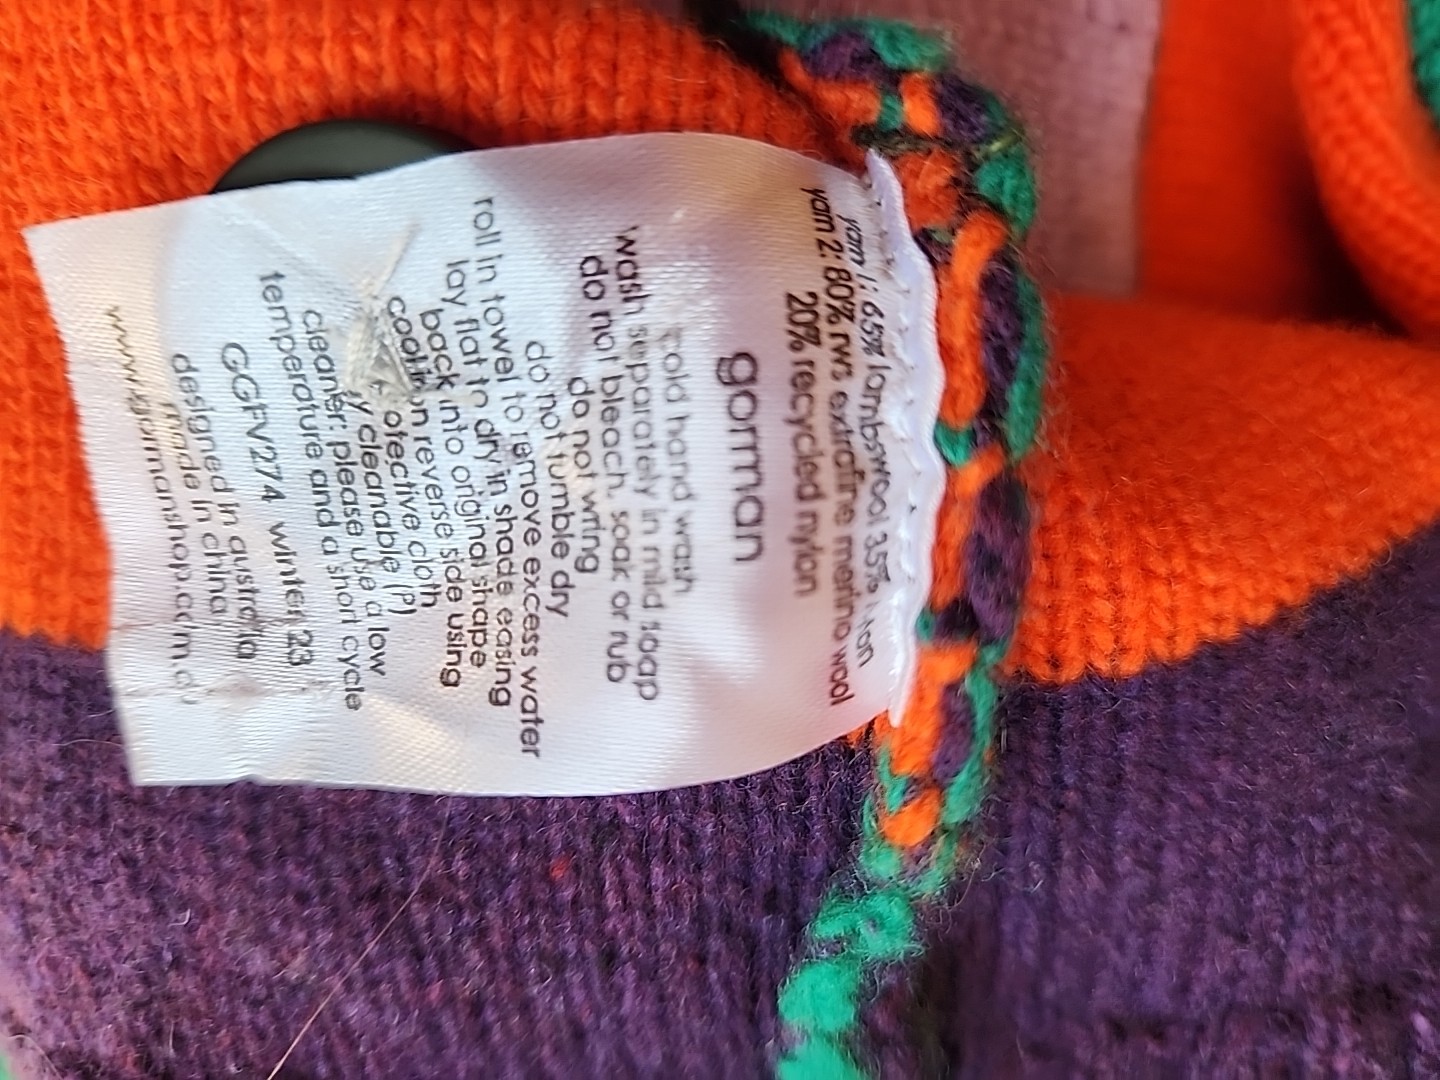 yarn 1: 65% lambswool 35%
yarn 2: 80% rws extrafine merino wool
20% recycled nylon
gorman
cold hand wash
wash separately in mild soap
do not bleach, soak or rub
do not wring
do not tumble dry
roll in towel to remove excess water
lay flat to dry in shade easing
back into original shape
cool iron reverse side using
protective cloth
cleanable (P)
cleaner: please use a low
temperature and a short cycle
GGFV274 winter 23
designed in australia
made in china
www.gormanshop.com.au